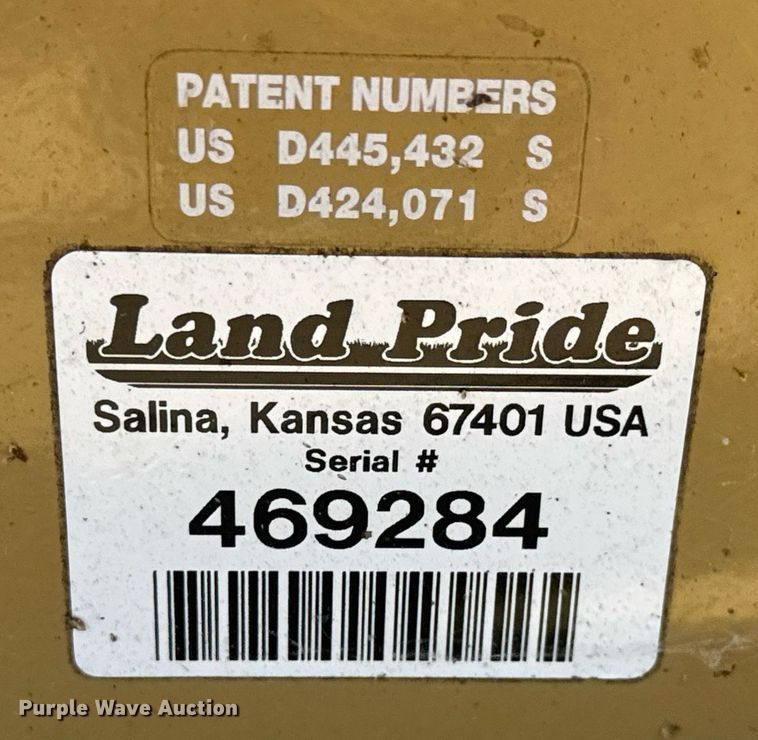 PATENT NUMBERS
US D445,432 S
US D424,071 S
Land Pride
Salina, Kansas 67401 USA
Serial #
469284
Purple Wave Auction